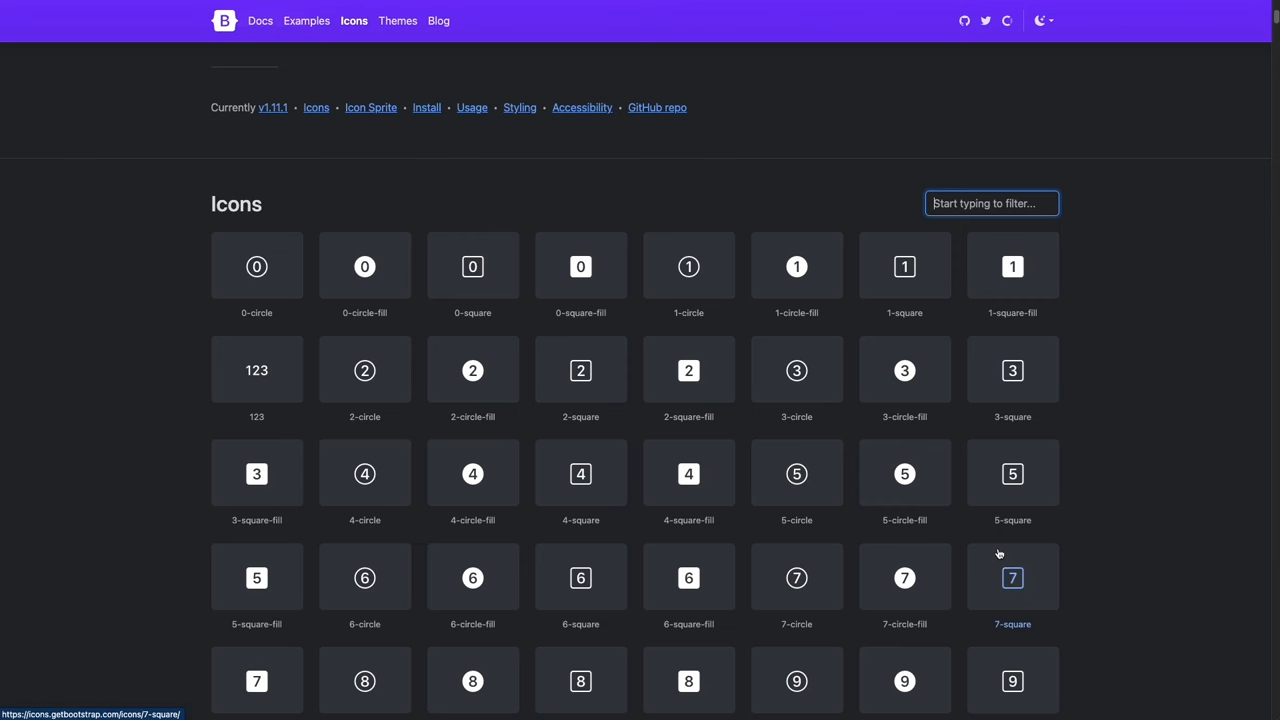 B Docs Examples Icons Themes Blog
Currently v1.11.1 • Icons • Icon Sprite • Install • Usage • Styling • Accessibility • GitHub repo
Icons
Start typing to filter...
0 0 0 0 1 1 1 1
0-circle 0-circle-fill 0-square 0-square-fill 1-circle 1-circle-fill 1-square 1-square-fill
123 2 2 2 2 3 3 3
123 2-circle 2-circle-fill 2-square 2-square-fill 3-circle 3-circle-fill 3-square
3 4 4 4 4 5 5 5
3-square-fill 4-circle 4-circle-fill 4-square 4-square-fill 5-circle 5-circle-fill 5-square
5 6 6 6 6 7 7 7
5-square-fill 6-circle 6-circle-fill 6-square 6-square-fill 7-circle 7-circle-fill 7-square
7 8 8 8 8 9 9 9
https://icons.getbootstrap.com/icons/7-square/